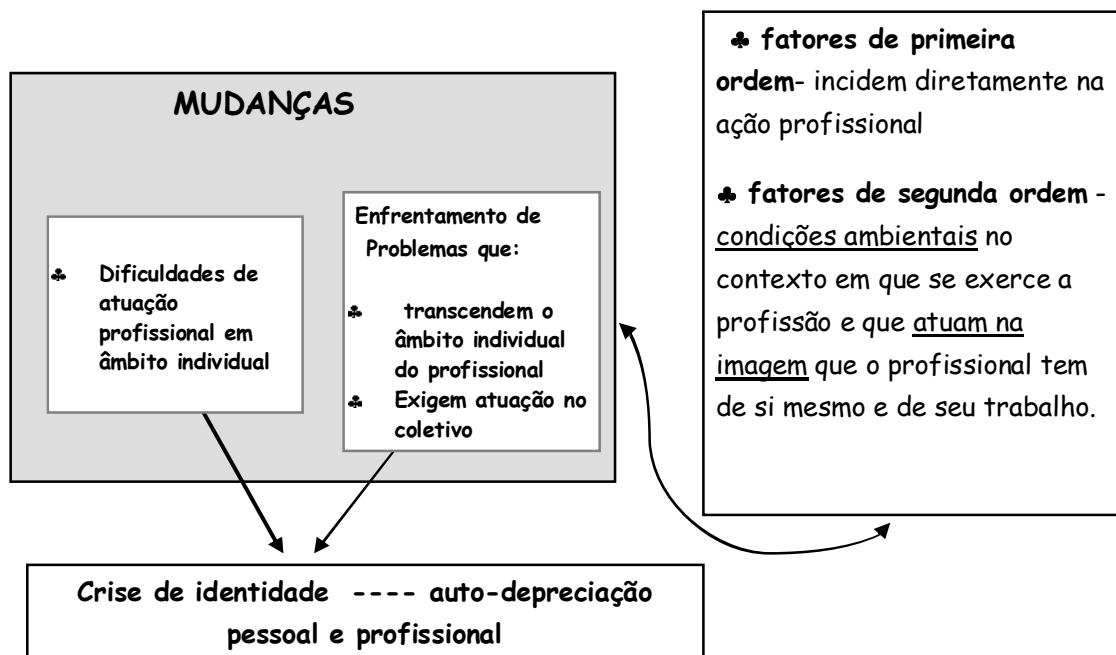 MUDANÇAS
♣ Dificuldades de
atuação
profissional em
âmbito individual
Enfrentamento de
Problemas que:
♣ transcendem o
âmbito individual
do profissional
♣ Exigem atuação no
coletivo
♣ fatores de primeira
ordem- incidem diretamente na
ação profissional
♣ fatores de segunda ordem -
condições ambientais no
contexto em que se exerce a
profissão e que atuam na
imagem que o profissional tem
de si mesmo e de seu trabalho.
Crise de identidade ---- auto-depreciação
pessoal e profissional